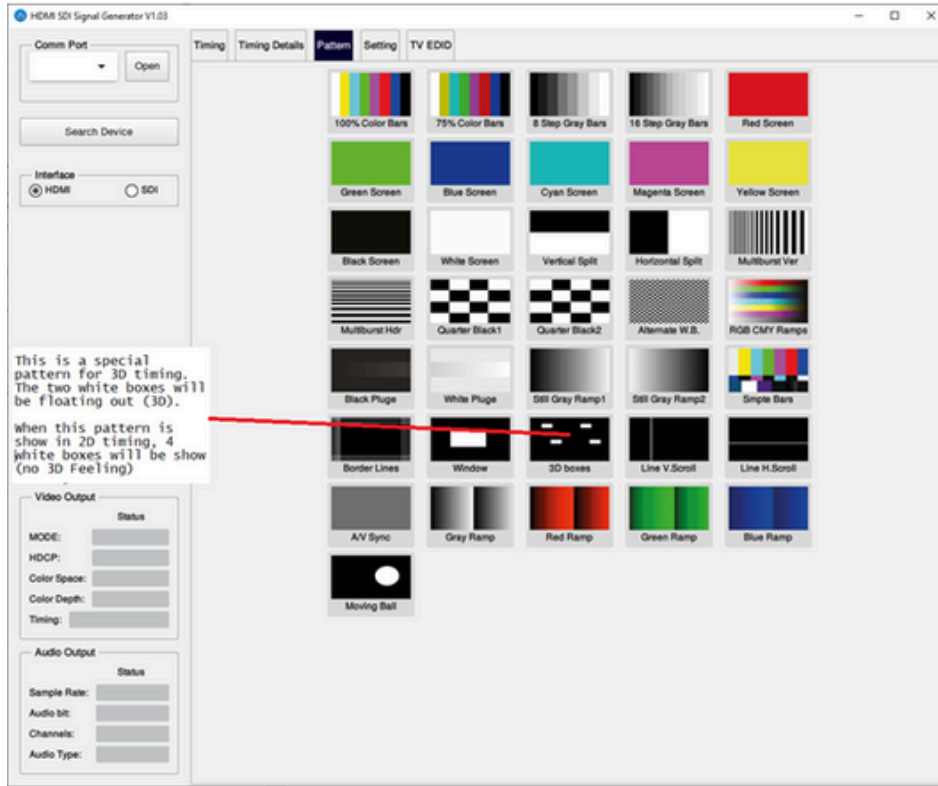 HDMI SDI Signal Generator V1.03
Comm Port
Open
Search Device
Interface
HDMI
SDI
Timing
Timing Details
Pattern
Setting
TV EDID
100% Color Bars
75% Color Bars
8 Step Gray Bars
16 Step Gray Bars
Red Screen
Green Screen
Blue Screen
Cyan Screen
Magenta Screen
Yellow Screen
Black Screen
White Screen
Vertical Split
Horizontal Split
Multiburst Ver
Multiburst Hdr
Quarter Black1
Quarter Black2
Alternate W.B.
RGB CMY Ramps
Black Pluge
White Pluge
Still Gray Ramp1
Still Gray Ramp2
Smpte Bars
Border Lines
Window
3D boxes
Line V.Scroll
Line H.Scroll
A/V Sync
Gray Ramp
Red Ramp
Green Ramp
Blue Ramp
Moving Ball
This is a special
pattern for 3D timing.
The two white boxes will
be floating out (3D).
When this pattern is
show in 2D timing, 4
white boxes will be show
(no 3D Feeling)
Video Output
Status
MODE:
HDCP:
Color Space:
Color Depth:
Timing:
Audio Output
Status
Sample Rate:
Audio bit:
Channels:
Audio Type: